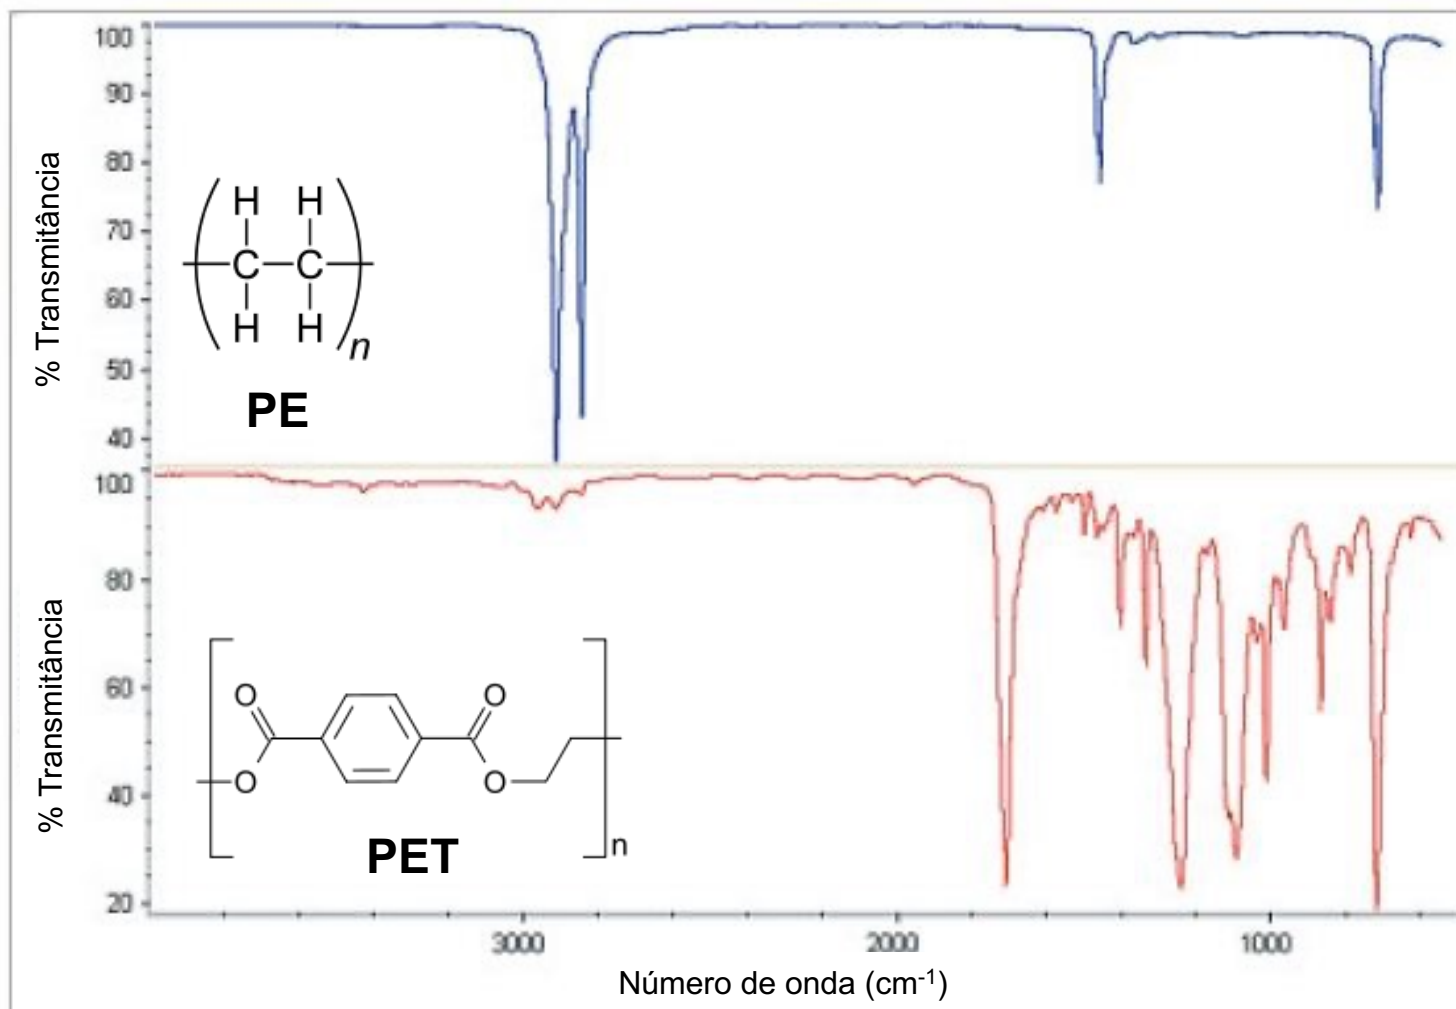 % Transmitância
100
90
80
70
60
50
40
H H
C C
H H
n
PE
% Transmitância
100
80
60
40
20
O O
O O
n
PET
3000 2000 1000
Número de onda (cm-1)